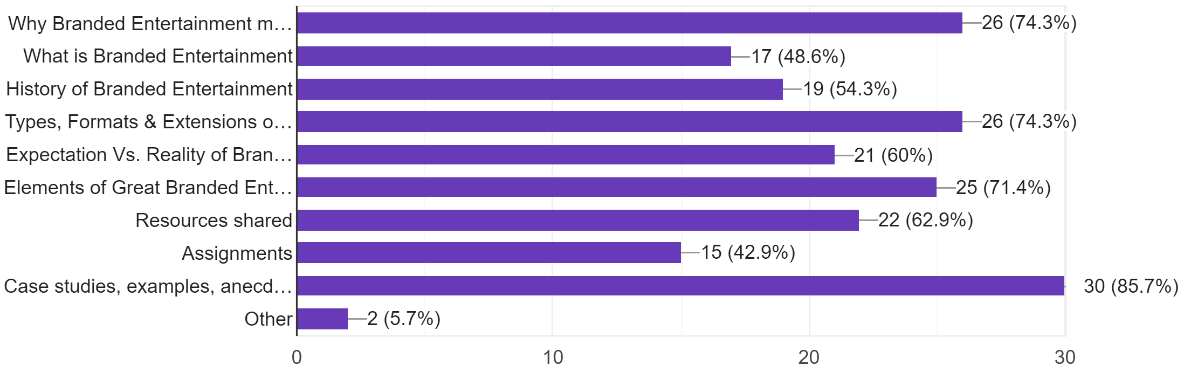 Why Branded Entertainment m… 26 (74.3%)
What is Branded Entertainment 17 (48.6%)
History of Branded Entertainment 19 (54.3%)
Types, Formats & Extensions o… 26 (74.3%)
Expectation Vs. Reality of Bran… 21 (60%)
Elements of Great Branded Ent… 25 (71.4%)
Resources shared 22 (62.9%)
Assignments 15 (42.9%)
Case studies, examples, anecd… 30 (85.7%)
Other 2 (5.7%)
0 10 20 30